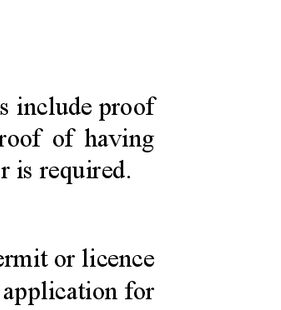 s include proof
roof of having
r is required.
ermit or licence
application for